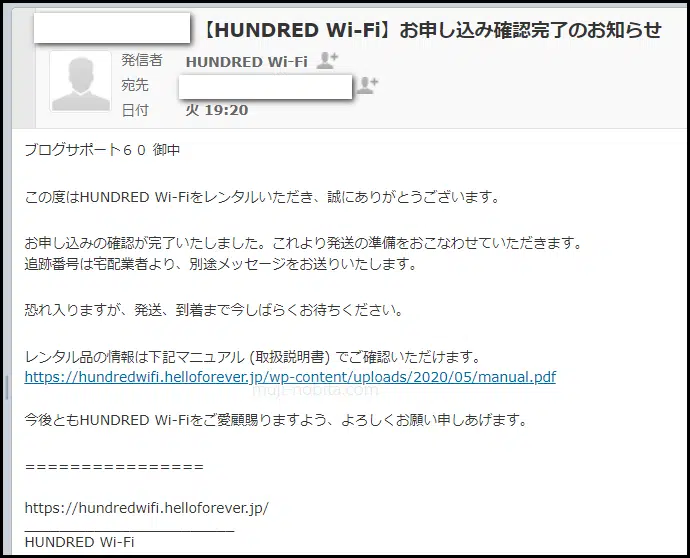 【HUNDRED Wi-Fi】お申し込み確認完了のお知らせ
発信者 HUNDRED Wi-Fi
宛先
日付 火 19:20
ブログサポート６０ 御中
この度はHUNDRED Wi-Fiをレンタルいただき、誠にありがとうございます。
お申し込みの確認が完了いたしました。これより発送の準備をおこなわせていただきます。
追跡番号は宅配業者より、別途メッセージをお送りいたします。
恐れ入りますが、発送、到着まで今しばらくお待ちください。
レンタル品の情報は下記マニュアル (取扱説明書) でご確認いただけます。
https://hundredwifi.helloforever.jp/wp-content/uploads/2020/05/manual.pdf
muji-nobita.com
今後ともHUNDRED Wi-Fiをご愛顧賜りますよう、よろしくお願い申しあげます。
================
https://hundredwifi.helloforever.jp/
__________________________
HUNDRED Wi-Fi